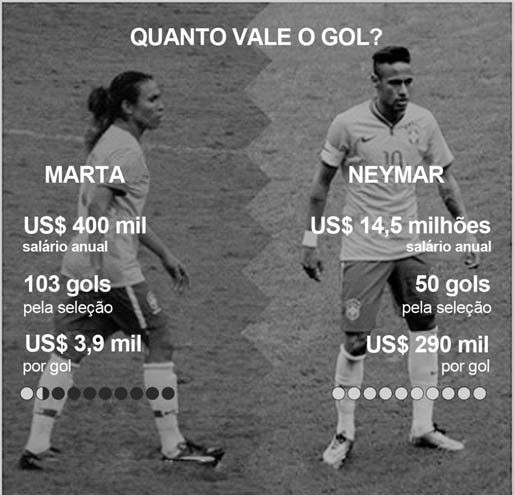 QUANTO VALE O GOL?
MARTA
US$ 400 mil
salário anual
103 gols
pela seleção
US$ 3,9 mil
por gol
NEYMAR
US$ 14,5 milhões
salário anual
50 gols
pela seleção
US$ 290 mil
por gol
10